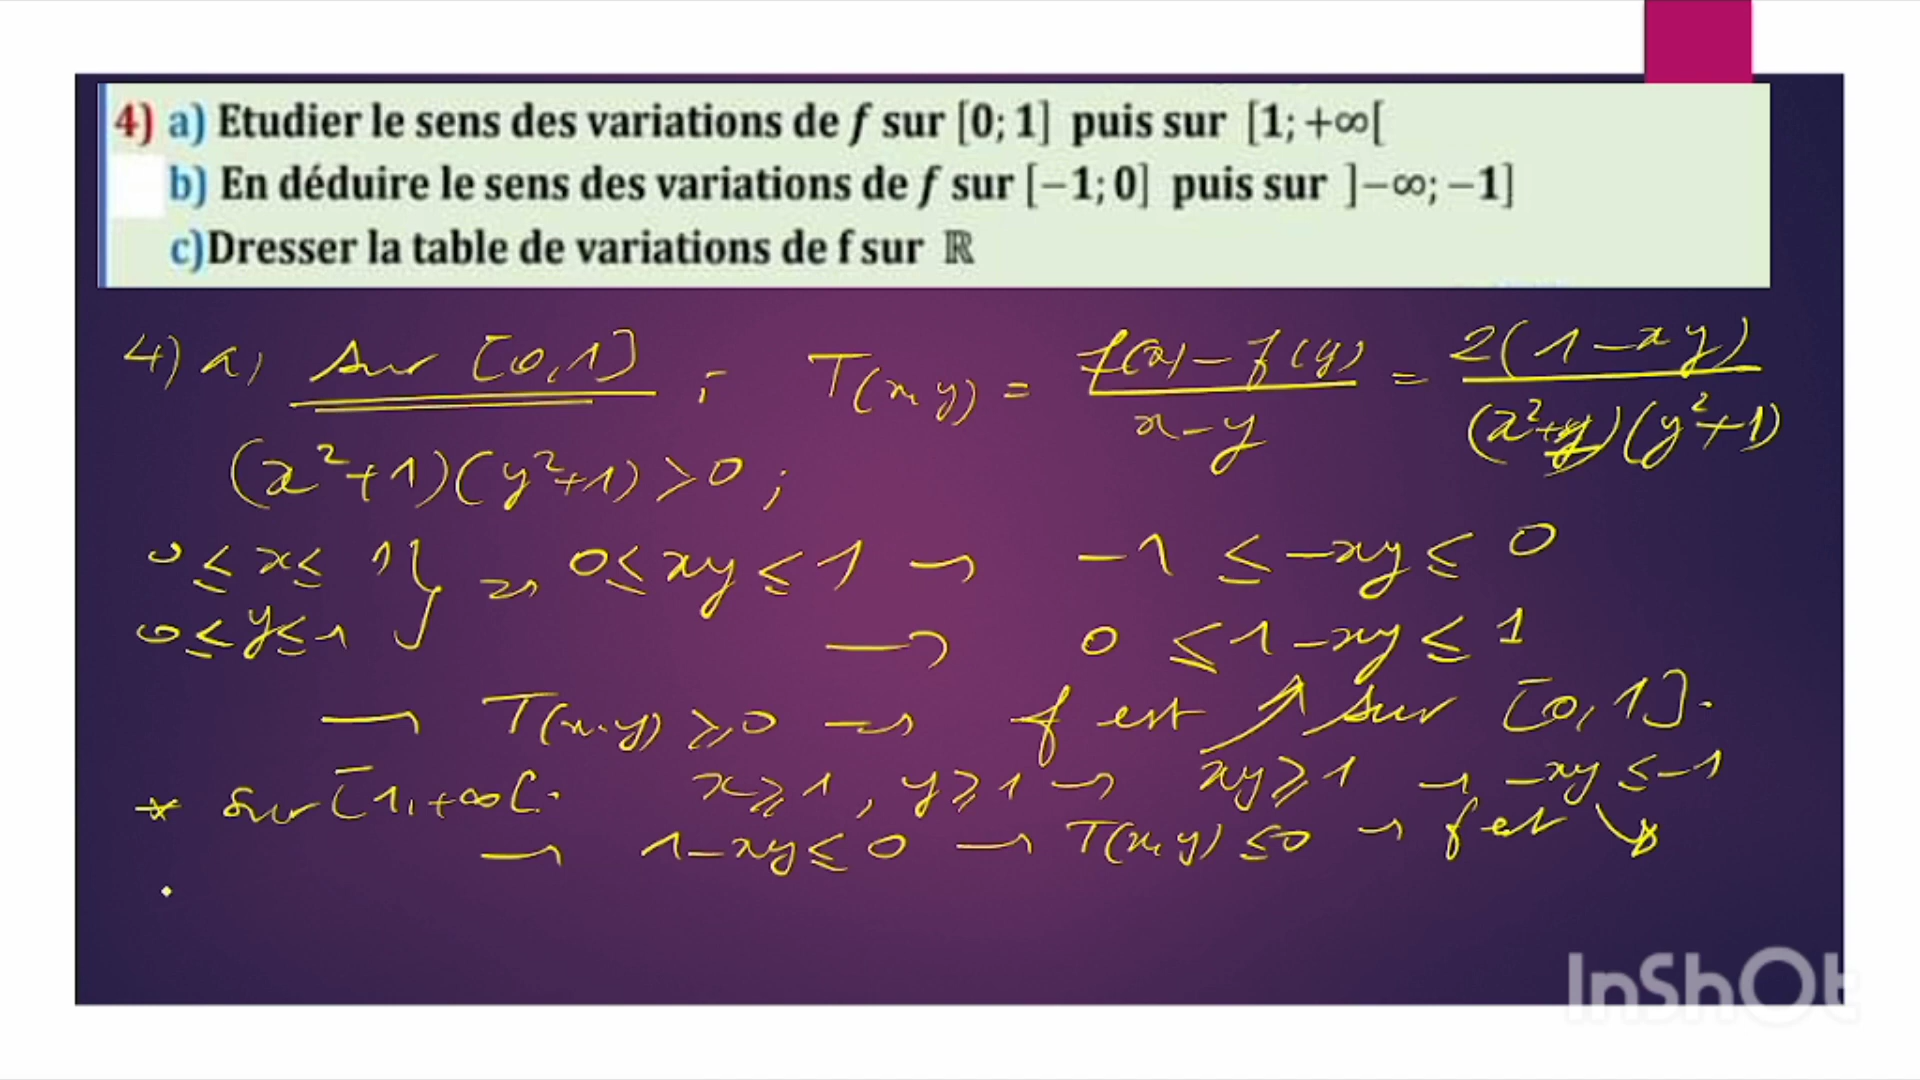 4) a) Etudier le sens des variations de f sur [0; 1] puis sur [1; +∞[
b) En déduire le sens des variations de f sur [−1; 0] puis sur ]−∞; −1]
c)Dresser la table de variations de f sur ℝ
4) a) Sur [0,1] ; T(x,y) = (f(x) − f(y))/(x − y) = 2(1 − xy)/((x²+1)(y²+1))
(x²+1)(y²+1) > 0 ;
0 ≤ x ≤ 1
0 ≤ y ≤ 1 } ⇒ 0 ≤ xy ≤ 1 → −1 ≤ −xy ≤ 0
→ 0 ≤ 1 − xy ≤ 1
→ T(x,y) ≥ 0 → f est ↗ sur [0,1].
* Sur [1,+∞[. x ≥ 1, y ≥ 1 → xy ≥ 1 → −xy ≤ −1
→ 1 − xy ≤ 0 → T(x,y) ≤ 0 → f est ↘
InShOt